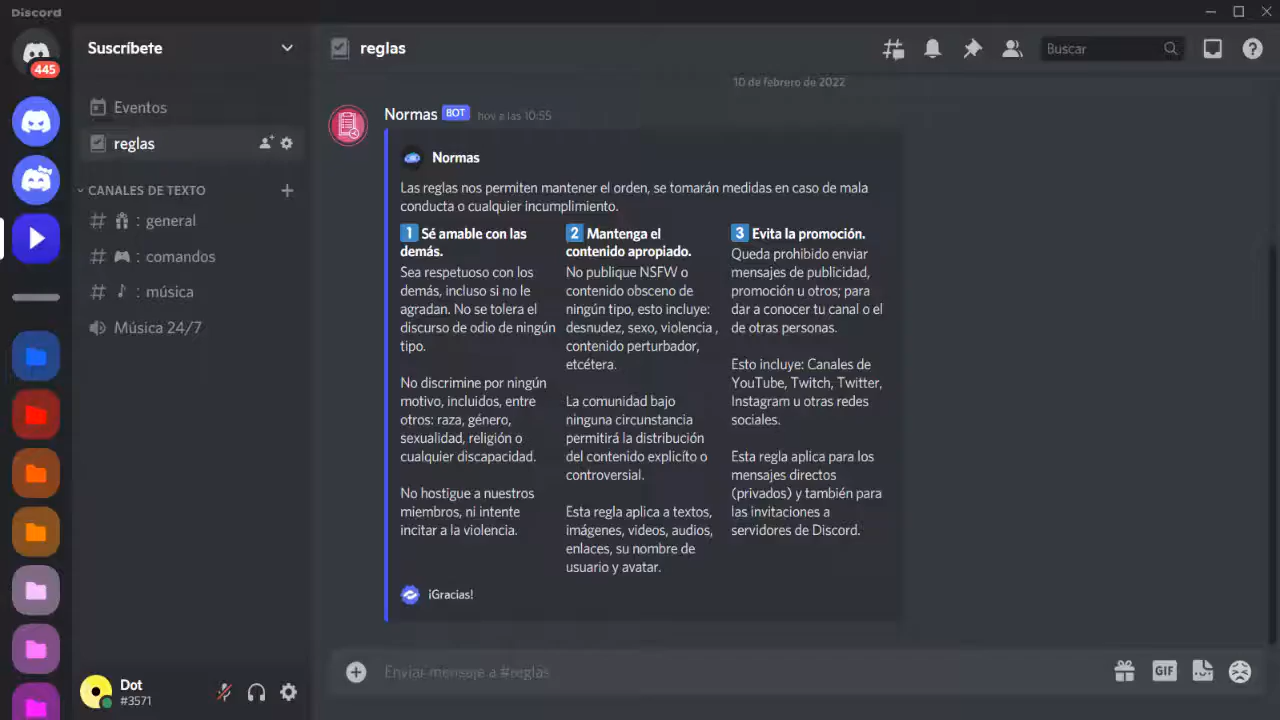 Discord
445
Suscríbete
Eventos
reglas
CANALES DE TEXTO
: general
: comandos
: música
Música 24/7
Dot
#3571
reglas
Buscar
10 de febrero de 2022
Normas BOT hoy a las 10:55
Normas
Las reglas nos permiten mantener el orden, se tomarán medidas en caso de mala
conducta o cualquier incumplimiento.
1 Sé amable con las
demás.
Sea respetuoso con los
demás, incluso si no le
agradan. No se tolera el
discurso de odio de ningún
tipo.
No discrimine por ningún
motivo, incluidos, entre
otros: raza, género,
sexualidad, religión o
cualquier discapacidad.
No hostigue a nuestros
miembros, ni intente
incitar a la violencia.
2 Mantenga el
contenido apropiado.
No publique NSFW o
contenido obsceno de
ningún tipo, esto incluye:
desnudez, sexo, violencia ,
contenido perturbador,
etcétera.
La comunidad bajo
ninguna circunstancia
permitirá la distribución
del contenido explicíto o
controversial.
Esta regla aplica a textos,
imágenes, videos, audios,
enlaces, su nombre de
usuario y avatar.
3 Evita la promoción.
Queda prohibido enviar
mensajes de publicidad,
promoción u otros; para
dar a conocer tu canal o el
de otras personas.
Esto incluye: Canales de
YouTube, Twitch, Twitter,
Instagram u otras redes
sociales.
Esta regla aplica para los
mensajes directos
(privados) y también para
las invitaciones a
servidores de Discord.
¡Gracias!
Enviar mensaje a #reglas
GIF